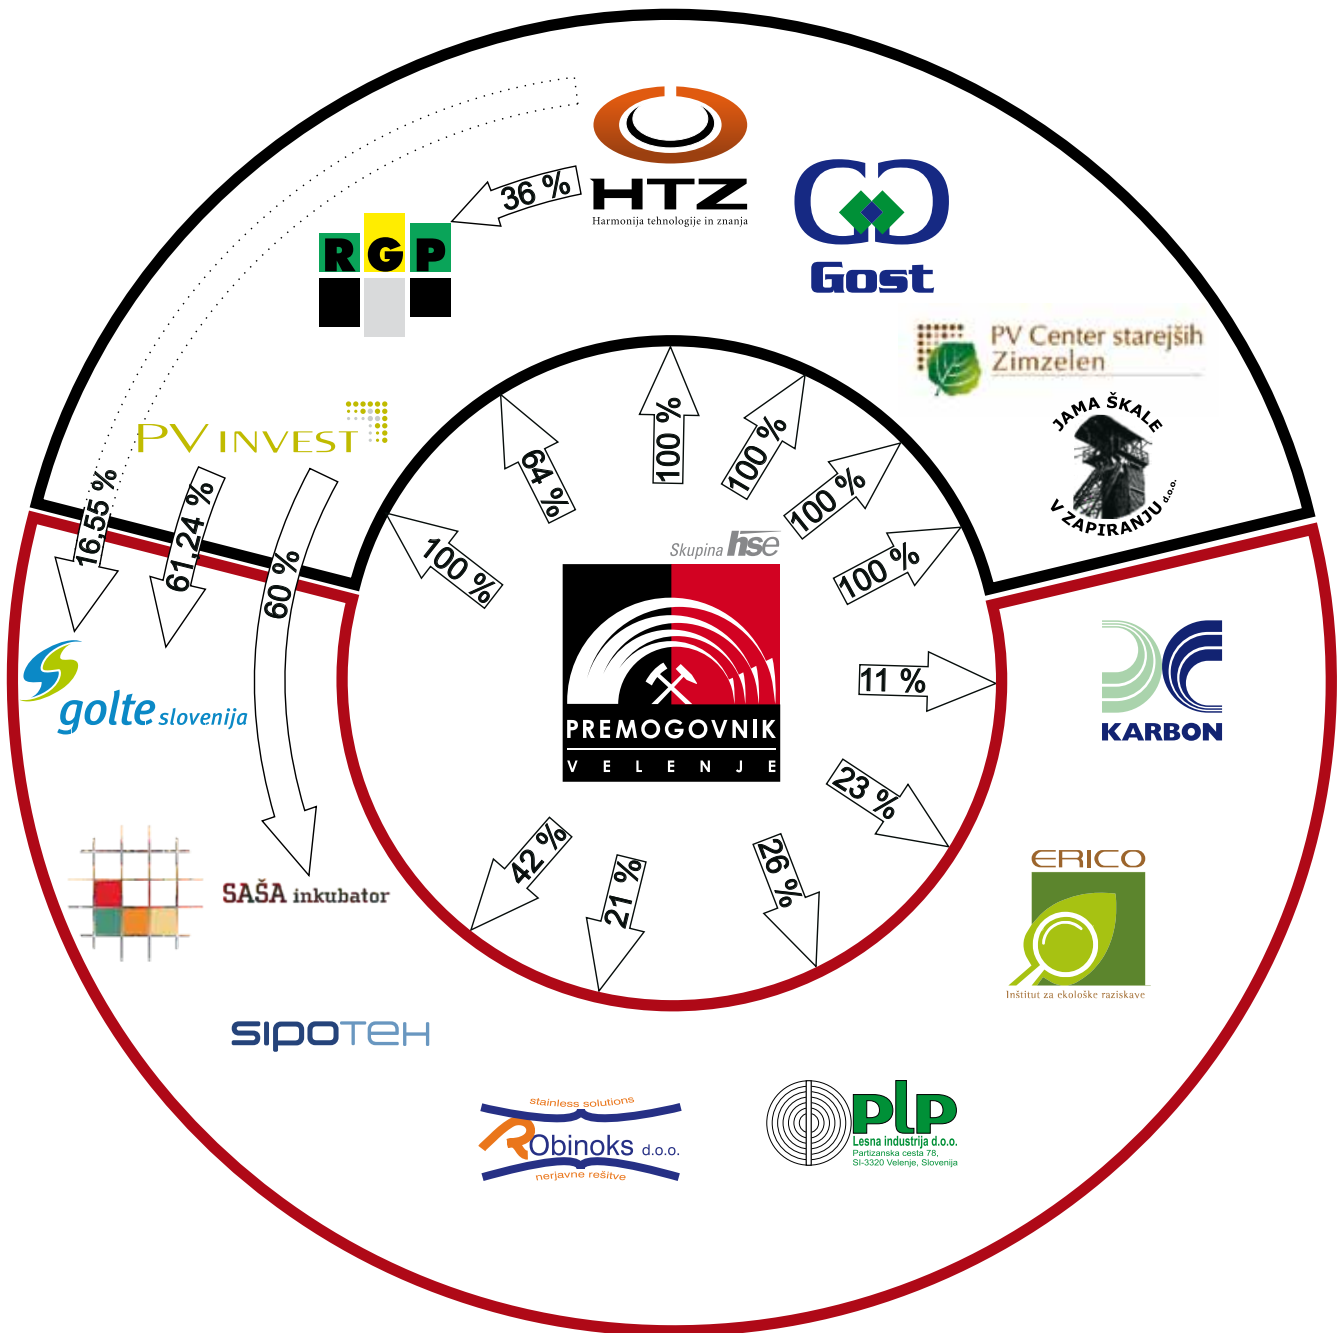 HTZ
Harmonija tehnologije in znanja
36 %
RGP
Gost
PV Center starejših
Zimzelen
JAMA ŠKALE
V ZAPIRANJU d.o.o.
PV INVEST
16,55 %
61,24 %
60 %
100 %
64 %
100 %
100 %
100 %
100 %
Skupina hse
PREMOGOVNIK
VELENJE
11 %
23 %
26 %
21 %
42 %
KARBON
golte slovenija
ERICO
Inštitut za ekološke raziskave
SAŠA inkubator
SIPOTEH
stainless solutions
RObinoks d.o.o.
nerjavne rešitve
plp
Lesna industrija d.o.o.
Partizanska cesta 78,
SI-3320 Velenje, Slovenija